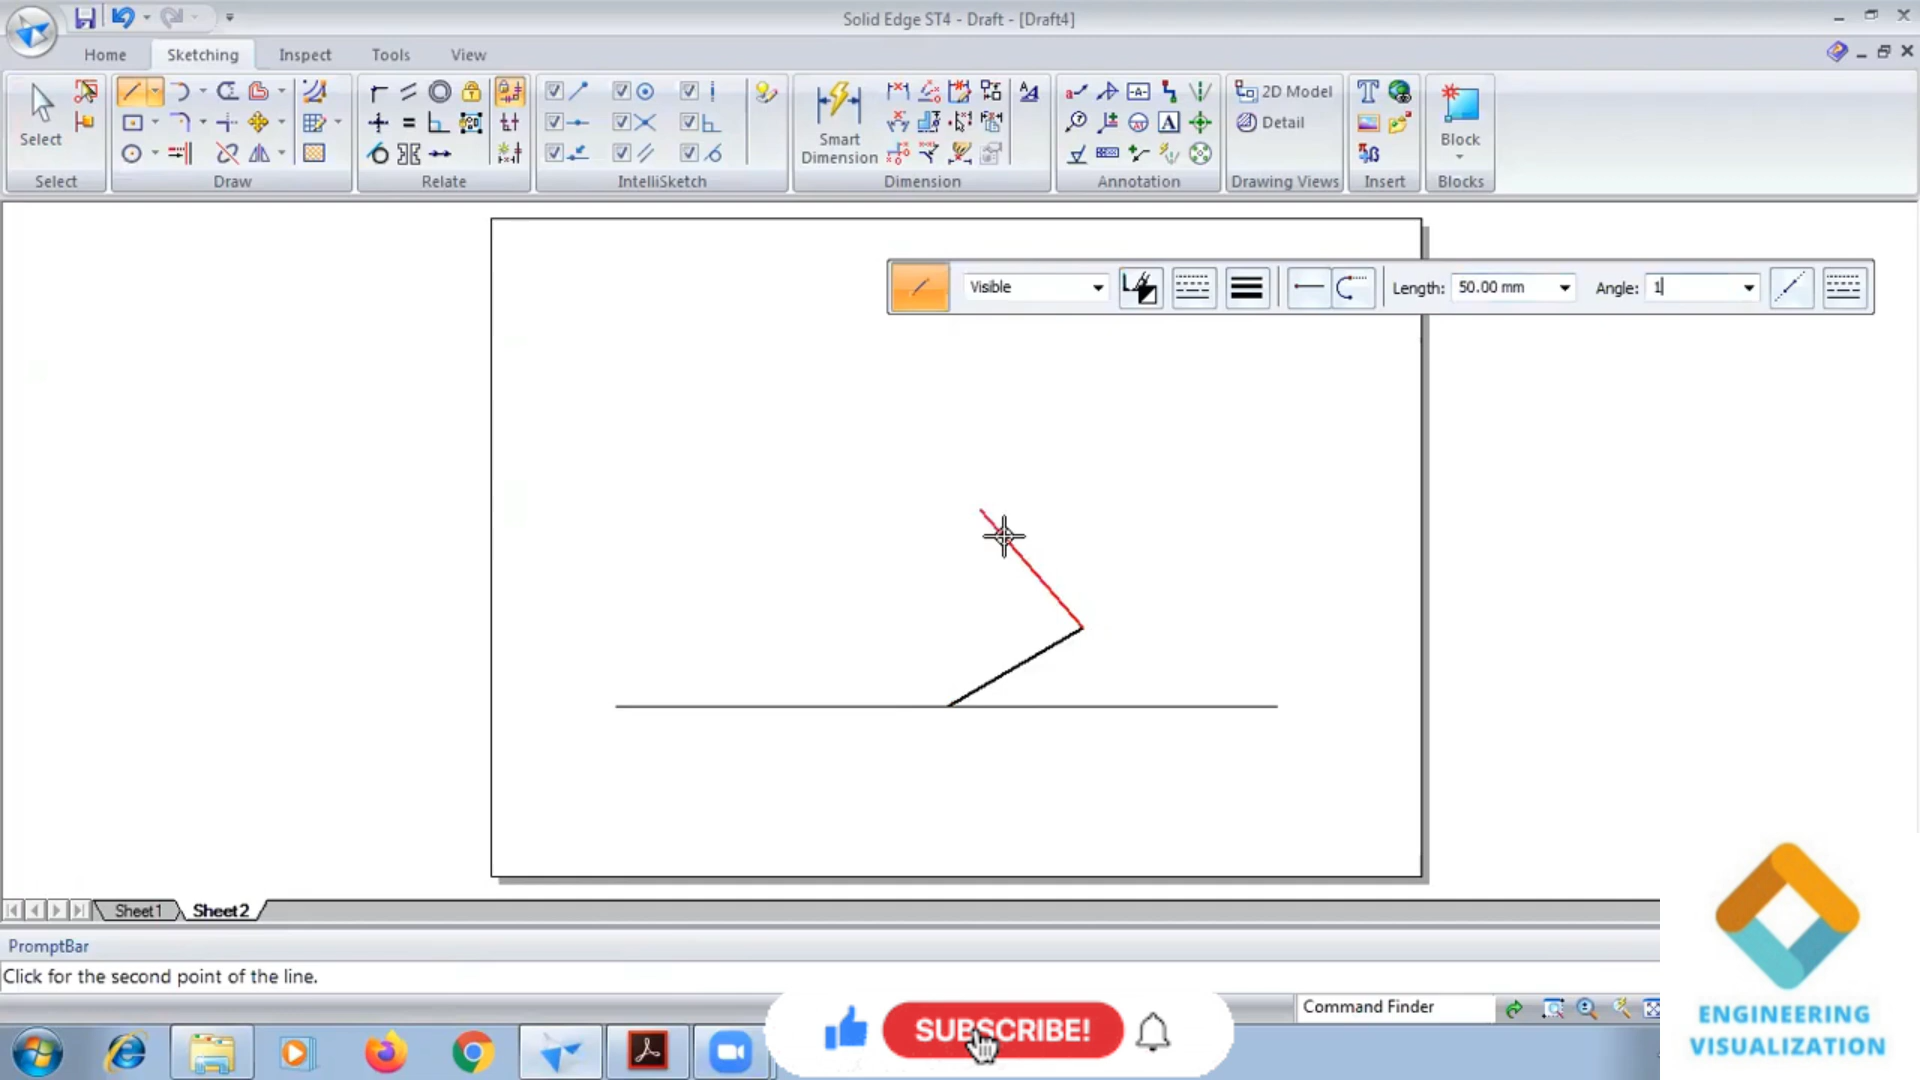 Solid Edge ST4 - Draft - [Draft4]
Home Sketching Inspect Tools View
2D Model
Detail
Select
Smart
Dimension
Block
Select Draw Relate IntelliSketch Dimension Annotation Drawing Views Insert Blocks
Visible
Length: 50.00 mm
Angle: 1
Sheet1 Sheet2
PromptBar
Click for the second point of the line.
Command Finder
SUBSCRIBE!
ENGINEERING
VISUALIZATION